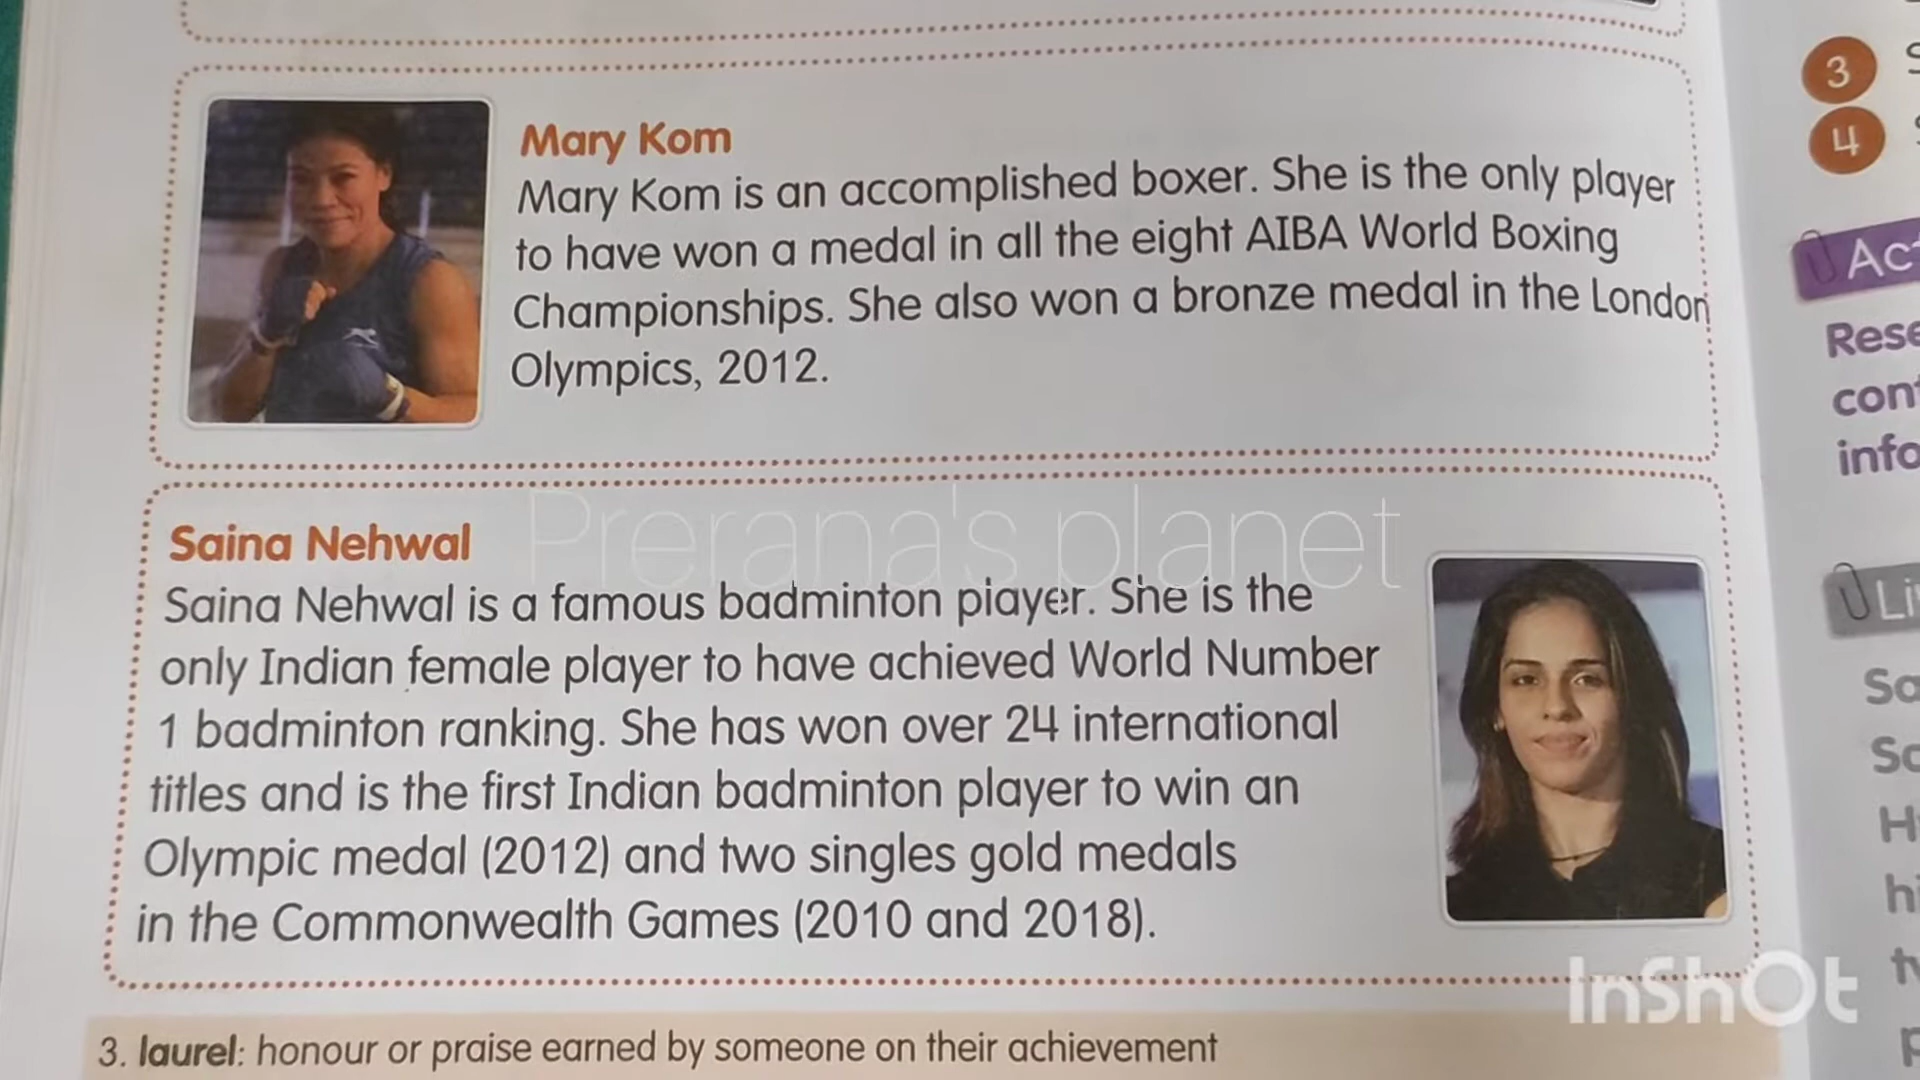 Mary Kom
Mary Kom is an accomplished boxer. She is the only player
to have won a medal in all the eight AIBA World Boxing
Championships. She also won a bronze medal in the London
Olympics, 2012.
Prerana's planet
Saina Nehwal
Saina Nehwal is a famous badminton player. She is the
only Indian female player to have achieved World Number
1 badminton ranking. She has won over 24 international
titles and is the first Indian badminton player to win an
Olympic medal (2012) and two singles gold medals
in the Commonwealth Games (2010 and 2018).
InShOt
3. laurel: honour or praise earned by someone on their achievement
3
4